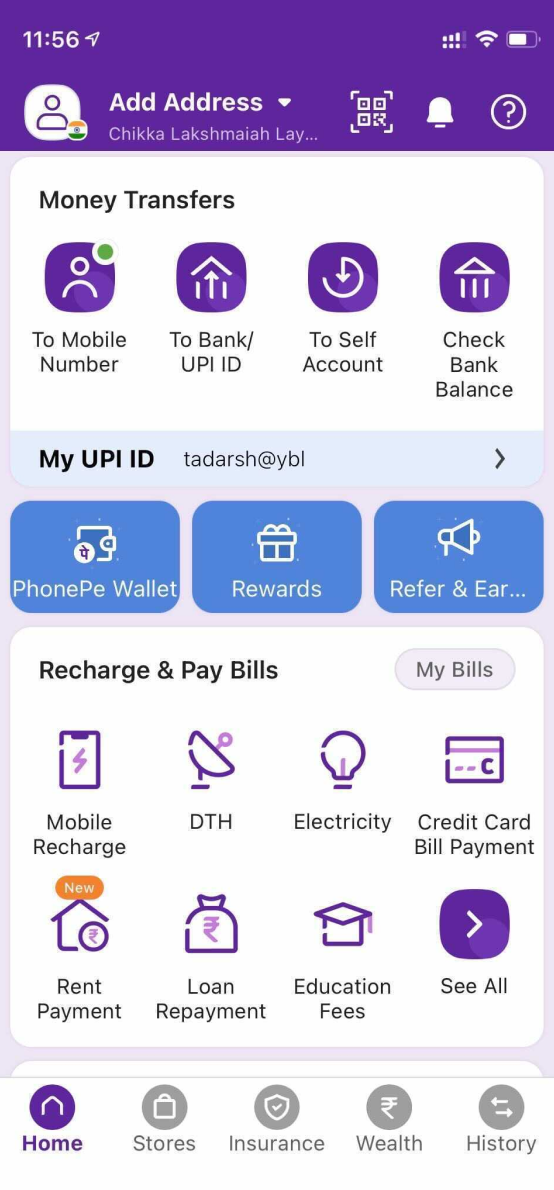 11:56
Add Address
Chikka Lakshmaiah Lay...
Money Transfers
To Mobile
Number
To Bank/
UPI ID
To Self
Account
Check
Bank
Balance
My UPI ID tadarsh@ybl
पे
PhonePe Wallet
Rewards
Refer & Ear...
Recharge & Pay Bills
My Bills
Mobile
Recharge
DTH
Electricity
C
Credit Card
Bill Payment
New
₹
Rent
Payment
₹
Loan
Repayment
Education
Fees
See All
Home
Stores
Insurance
₹
Wealth
History